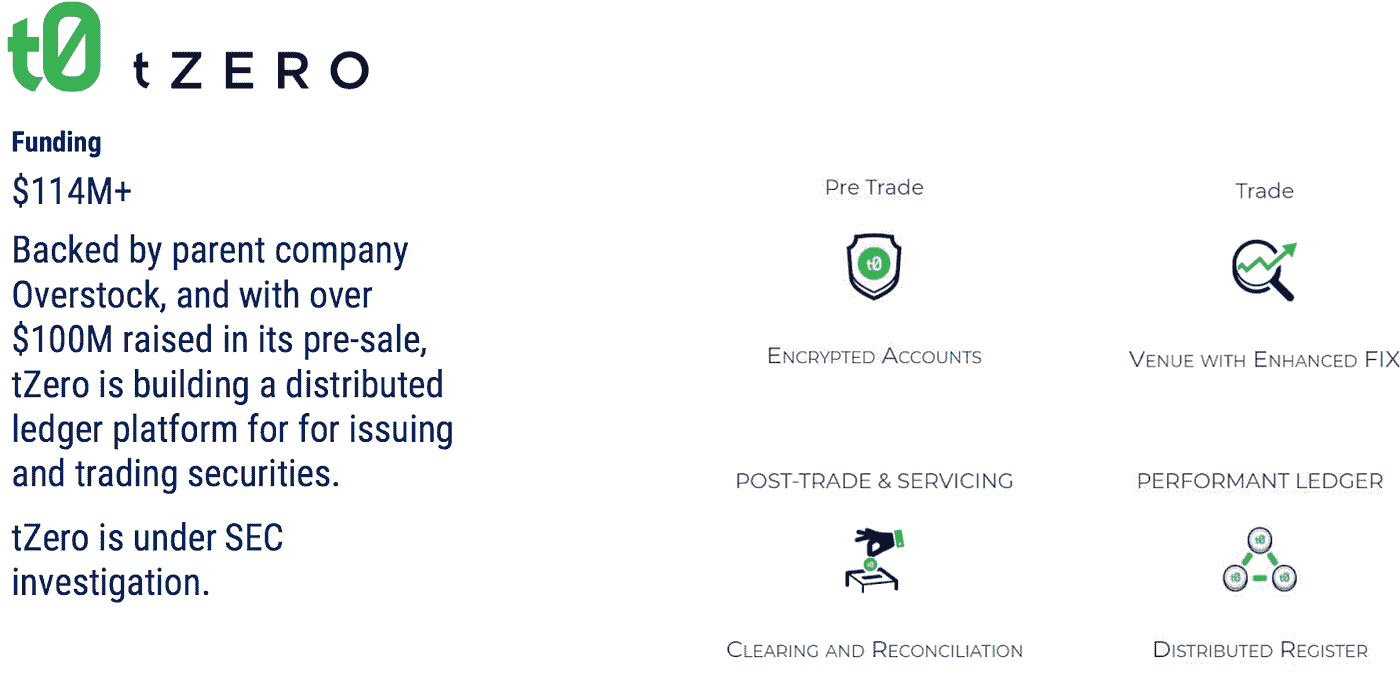 t0 tZERO
Funding
$114M+
Backed by parent company
Overstock, and with over
$100M raised in its pre-sale,
tZero is building a distributed
ledger platform for for issuing
and trading securities.
tZero is under SEC
investigation.
Pre Trade
Trade
t0
ENCRYPTED ACCOUNTS
VENUE WITH ENHANCED FIX
POST-TRADE & SERVICING
PERFORMANT LEDGER
t0
t0
t0
t0
CLEARING AND RECONCILIATION
DISTRIBUTED REGISTER